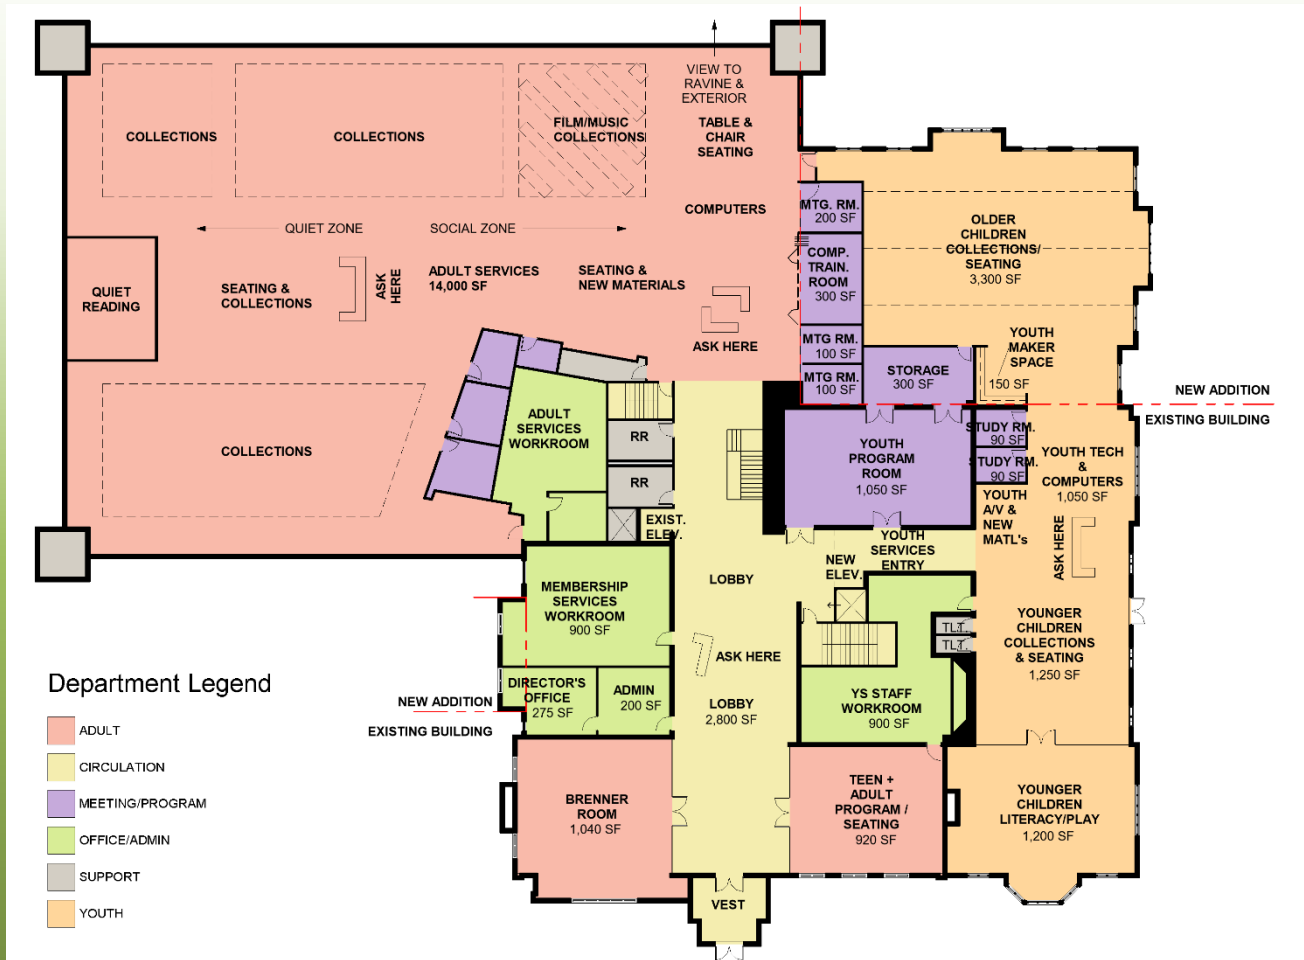 VIEW TO
RAVINE &
EXTERIOR
COLLECTIONS
COLLECTIONS
FILM/MUSIC
COLLECTIONS
TABLE &
CHAIR
SEATING
COMPUTERS
QUIET ZONE
SOCIAL ZONE
QUIET
READING
SEATING &
COLLECTIONS
ASK
HERE
ADULT SERVICES
14,000 SF
SEATING &
NEW MATERIALS
ASK HERE
COLLECTIONS
MTG. RM.
200 SF
COMP.
TRAIN.
ROOM
300 SF
MTG RM.
100 SF
MTG RM.
100 SF
STORAGE
300 SF
OLDER
CHILDREN
COLLECTIONS/
SEATING
3,300 SF
YOUTH
MAKER
SPACE
150 SF
NEW ADDITION
EXISTING BUILDING
ADULT
SERVICES
WORKROOM
RR
RR
EXIST.
ELEV.
YOUTH
PROGRAM
ROOM
1,050 SF
STUDY RM.
90 SF
STUDY RM.
90 SF
YOUTH TECH
&
COMPUTERS
1,050 SF
YOUTH
A/V &
NEW
MATL's
ASK HERE
YOUTH
SERVICES
ENTRY
NEW
ELEV.
LOBBY
MEMBERSHIP
SERVICES
WORKROOM
900 SF
ASK HERE
TLT.
TLT.
YOUNGER
CHILDREN
COLLECTIONS
& SEATING
1,250 SF
DIRECTOR'S
OFFICE
275 SF
ADMIN
200 SF
LOBBY
2,800 SF
YS STAFF
WORKROOM
900 SF
NEW ADDITION
EXISTING BUILDING
BRENNER
ROOM
1,040 SF
TEEN +
ADULT
PROGRAM /
SEATING
920 SF
YOUNGER
CHILDREN
LITERACY/PLAY
1,200 SF
VEST
Department Legend
ADULT
CIRCULATION
MEETING/PROGRAM
OFFICE/ADMIN
SUPPORT
YOUTH